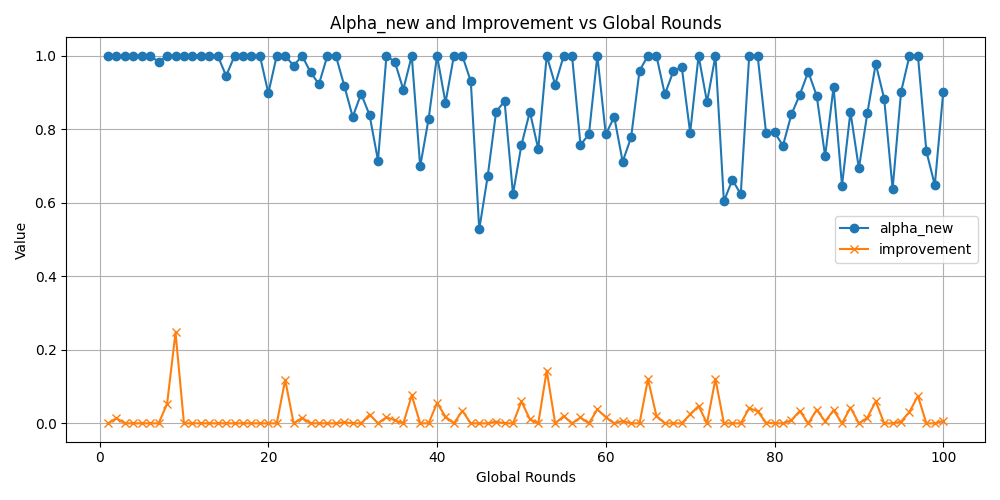 Alpha_new and Improvement vs Global Rounds
1.0
0.8
0.6
0.4
0.2
0.0
Value
alpha_new
improvement
0 20 40 60 80 100
Global Rounds